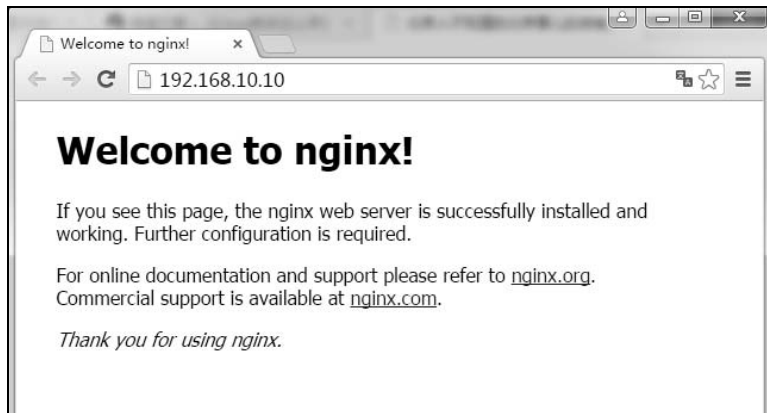 Welcome to nginx!
192.168.10.10
Welcome to nginx!
If you see this page, the nginx web server is successfully installed and
working. Further configuration is required.
For online documentation and support please refer to nginx.org.
Commercial support is available at nginx.com.
Thank you for using nginx.